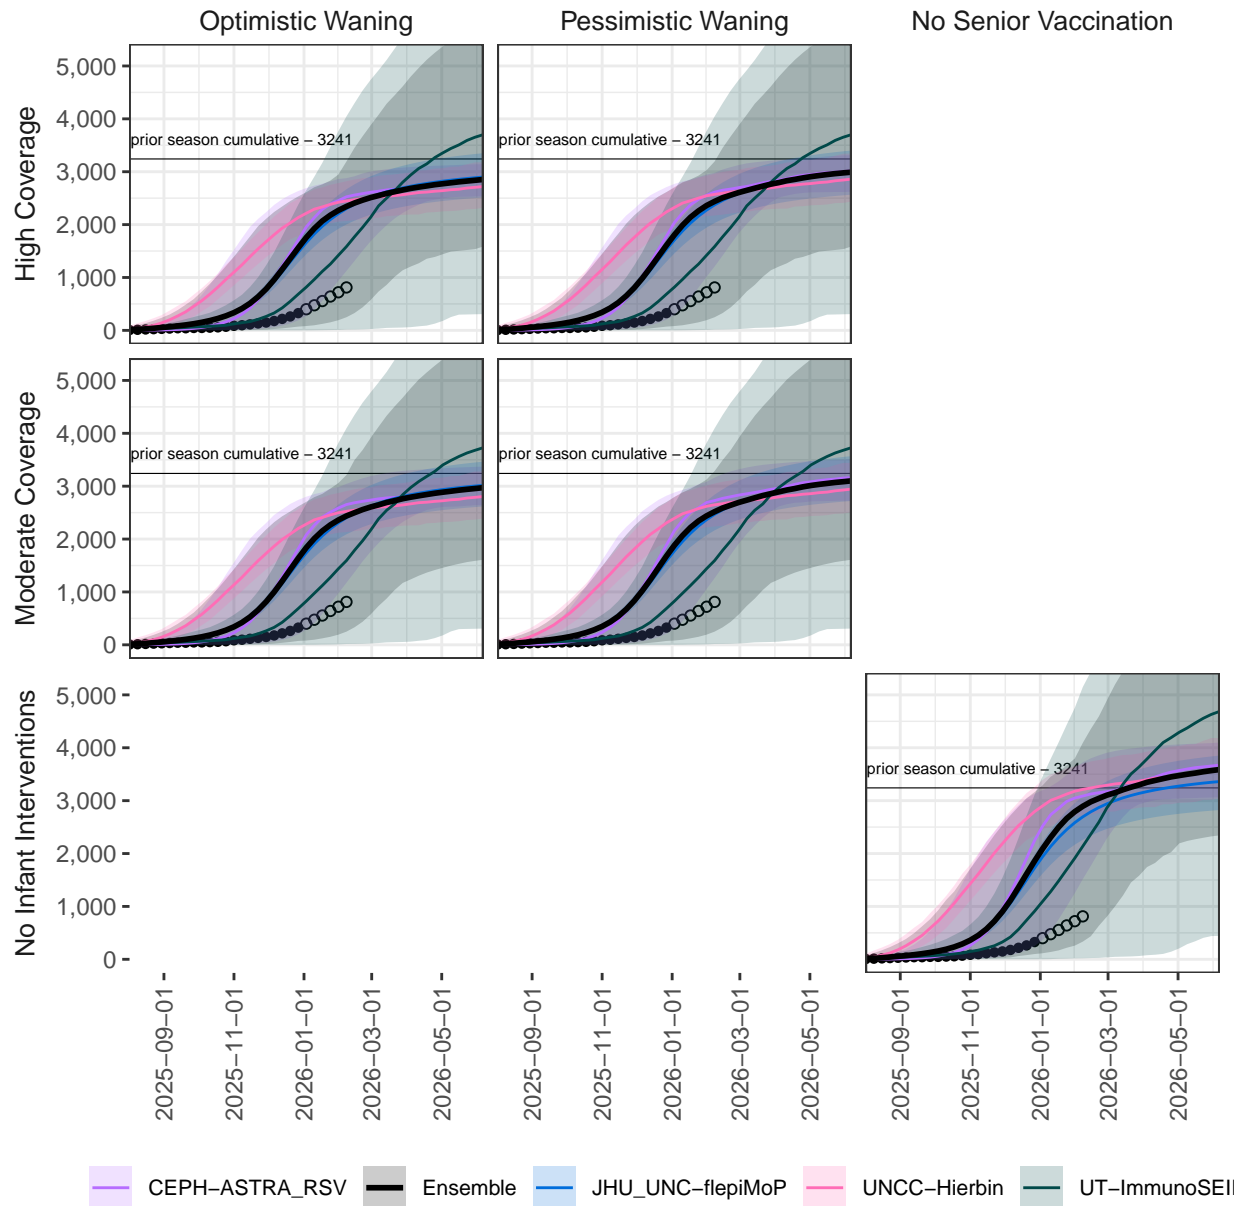 Optimistic Waning
Pessimistic Waning
No Senior Vaccination
High Coverage
5,000
4,000
3,000
2,000
1,000
0
prior season cumulative − 3241
prior season cumulative − 3241
Moderate Coverage
5,000
4,000
3,000
2,000
1,000
0
prior season cumulative − 3241
prior season cumulative − 3241
No Infant Interventions
5,000
4,000
3,000
2,000
1,000
0
prior season cumulative − 3241
2025−09−01
2025−11−01
2026−01−01
2026−03−01
2026−05−01
2025−09−01
2025−11−01
2026−01−01
2026−03−01
2026−05−01
2025−09−01
2025−11−01
2026−01−01
2026−03−01
2026−05−01
CEPH−ASTRA_RSV
Ensemble
JHU_UNC−flepiMoP
UNCC−Hierbin
UT−ImmunoSEI